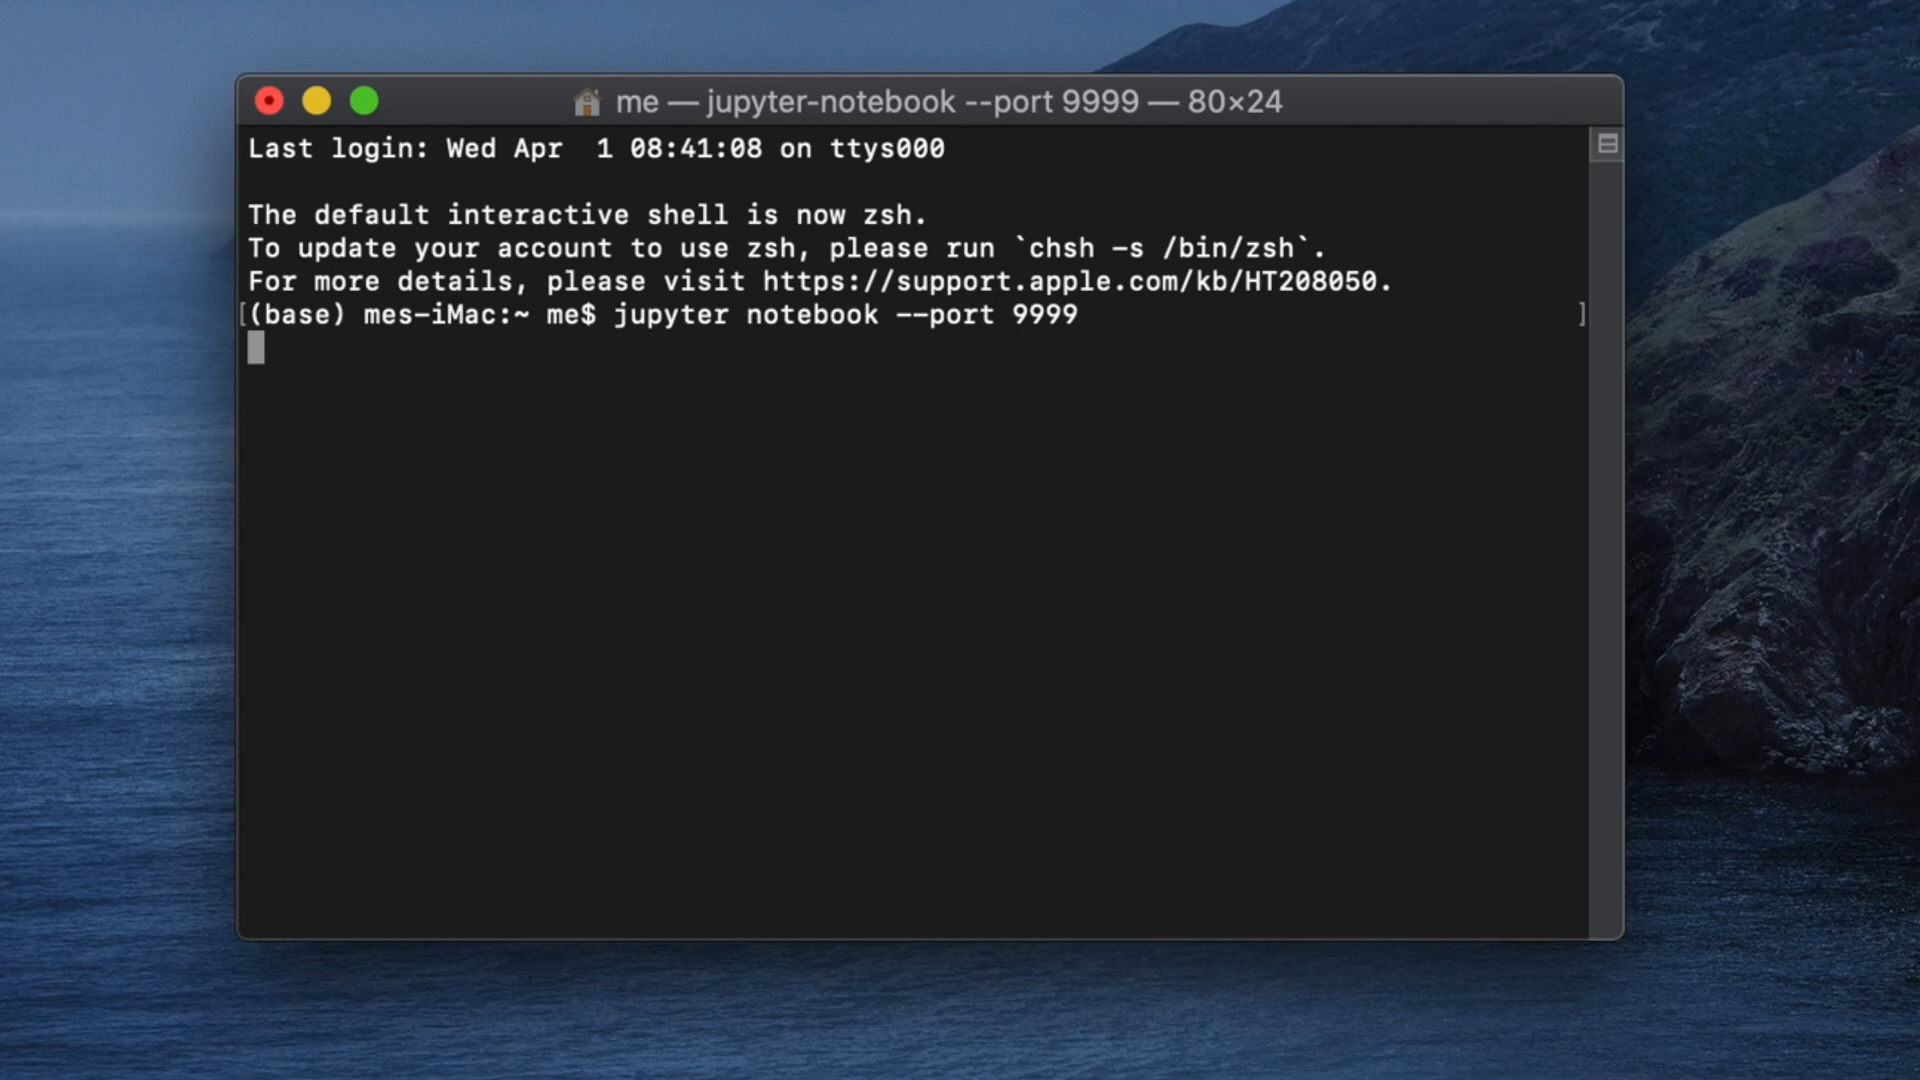 me — jupyter-notebook --port 9999 — 80×24
Last login: Wed Apr  1 08:41:08 on ttys000
The default interactive shell is now zsh.
To update your account to use zsh, please run `chsh -s /bin/zsh`.
For more details, please visit https://support.apple.com/kb/HT208050.
[(base) mes-iMac:~ me$ jupyter notebook --port 9999 ]